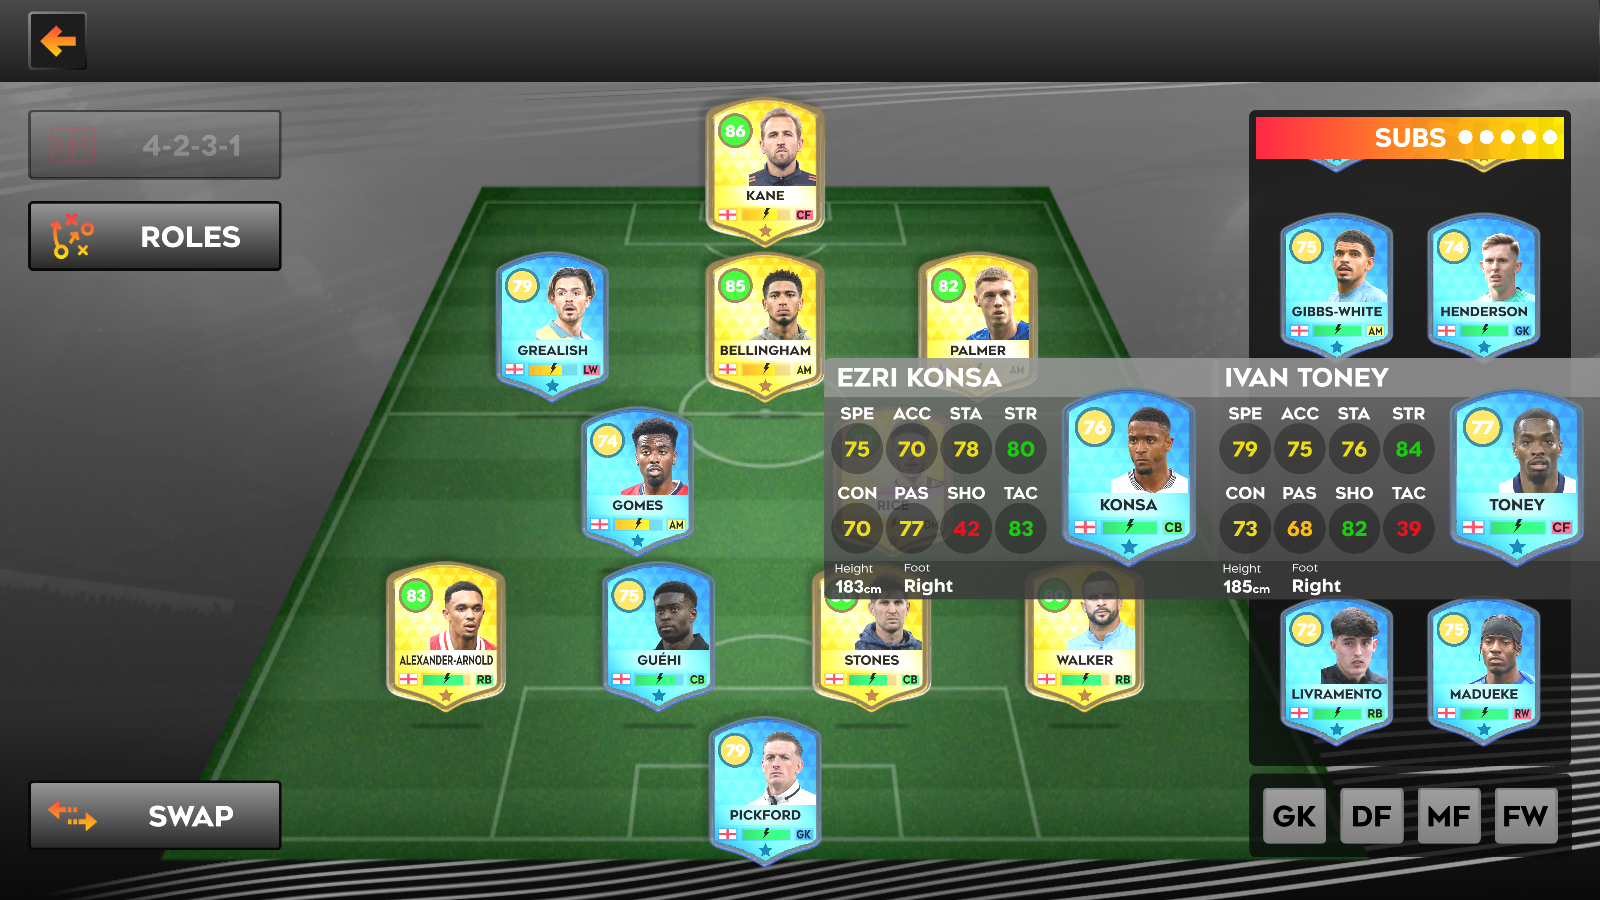 4-2-3-1
ROLES
SWAP
86
KANE
CF
79
GREALISH
LW
85
BELLINGHAM
AM
82
PALMER
AM
74
GOMES
AM
RICE
83
ALEXANDER-ARNOLD
RB
75
GUÉHI
CB
STONES
CB
WALKER
RB
79
PICKFORD
GK
EZRI KONSA
SPE ACC STA STR
75 70 78 80
CON PAS SHO TAC
70 77 42 83
Height Foot
183cm Right
76
KONSA
CB
IVAN TONEY
SPE ACC STA STR
79 75 76 84
CON PAS SHO TAC
73 68 82 39
Height Foot
185cm Right
77
TONEY
CF
SUBS
75
GIBBS-WHITE
AM
74
HENDERSON
GK
72
LIVRAMENTO
RB
75
MADUEKE
RW
GK DF MF FW